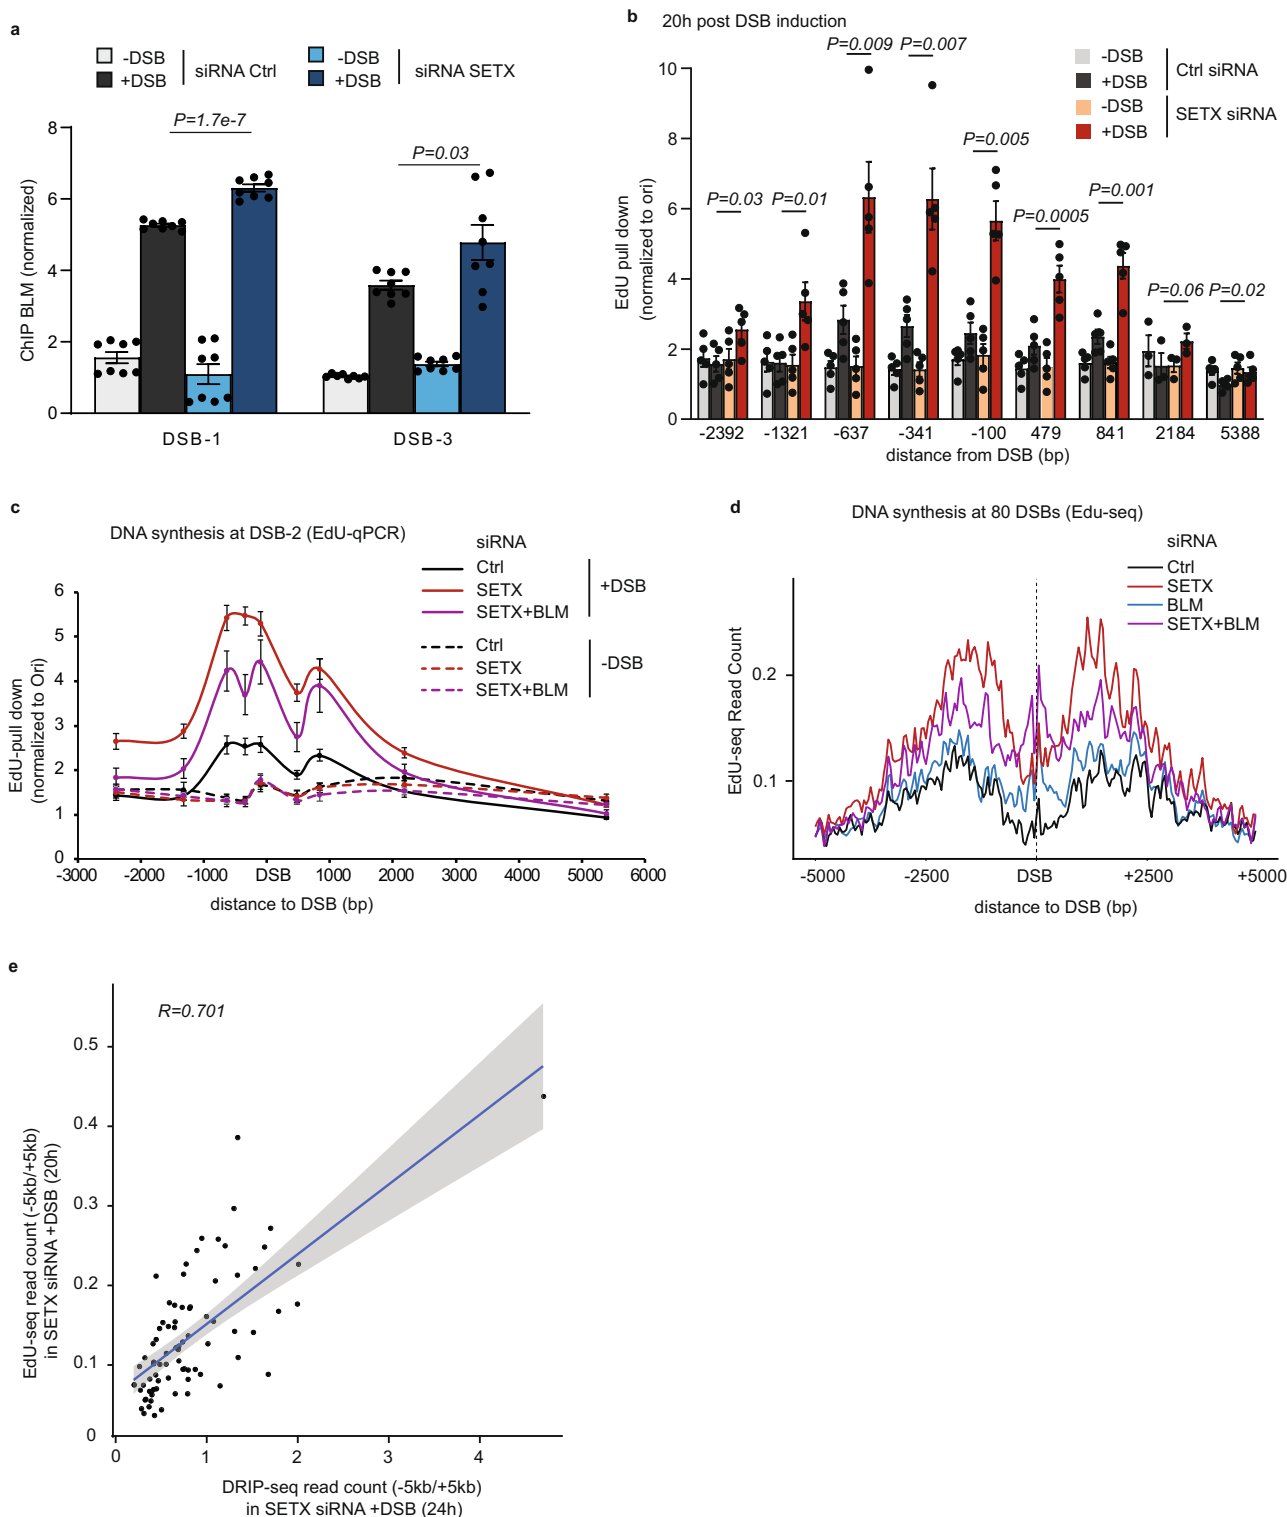 a
-DSB
+DSB
siRNA Ctrl
-DSB
+DSB
siRNA SETX
P=1.7e-7
P=0.03
ChIP BLM (normalized)
8
6
4
2
0
DSB-1
DSB-3
b
20h post DSB induction
-DSB
+DSB
Ctrl siRNA
-DSB
+DSB
SETX siRNA
P=0.03
P=0.01
P=0.009
P=0.007
P=0.005
P=0.0005
P=0.001
P=0.06
P=0.02
EdU pull down
(normalized to ori)
10
8
6
4
2
0
-2392
-1321
-637
-341
-100
479
841
2184
5388
distance from DSB (bp)
c
DNA synthesis at DSB-2 (EdU-qPCR)
siRNA
Ctrl
SETX
SETX+BLM
+DSB
Ctrl
SETX
SETX+BLM
-DSB
EdU-pull down
(normalized to Ori)
6
5
4
3
2
1
0
-3000
-2000
-1000
DSB
1000
2000
3000
4000
5000
6000
distance to DSB (bp)
d
DNA synthesis at 80 DSBs (Edu-seq)
siRNA
Ctrl
SETX
BLM
SETX+BLM
EdU-seq Read Count
0.2
0.1
-5000
-2500
DSB
+2500
+5000
distance to DSB (bp)
e
R=0.701
EdU-seq read count (-5kb/+5kb)
in SETX siRNA +DSB (20h)
0.5
0.4
0.3
0.2
0.1
0
0
1
2
3
4
DRIP-seq read count (-5kb/+5kb)
in SETX siRNA +DSB (24h)